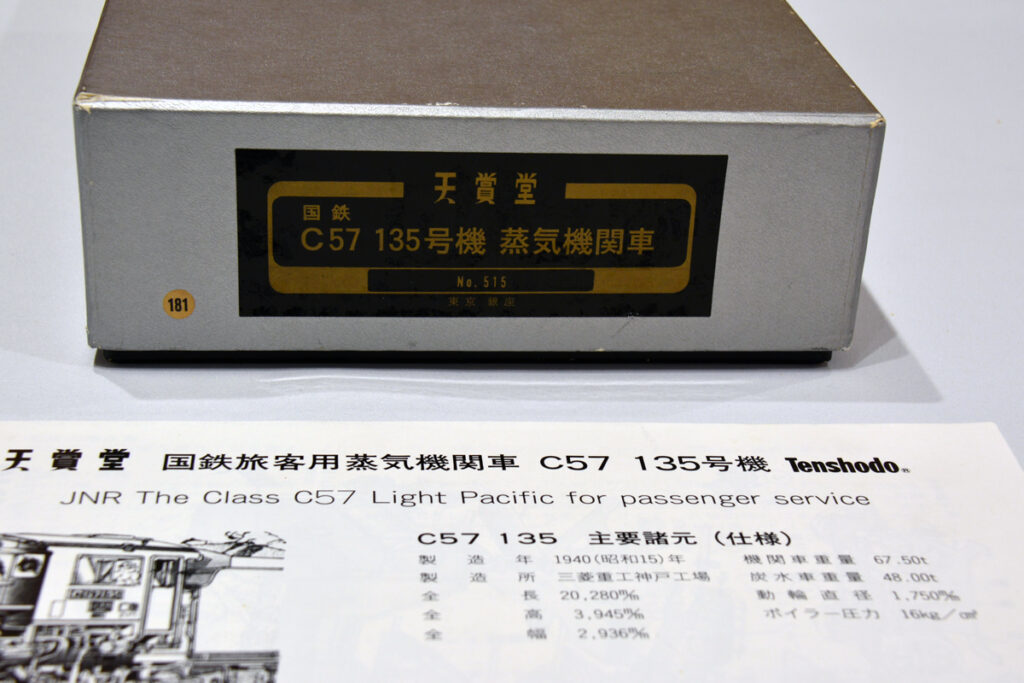 天賞堂
国鉄
C57 135号機 蒸気機関車
No.515
東京 銀座
181
天賞堂 国鉄旅客用蒸気機関車 C57 135号機 Tenshodo®
JNR The Class C57 Light Pacific for passenger service
C57 135 主要諸元(仕様)
製造年 1940(昭和15)年 機関車重量 67.50t
製造所 三菱重工神戸工場 炭水車重量 48.00t
全長 20,280㎜ 動輪直径 1,750㎜
全高 3,945㎜ ボイラー圧力 16kg/㎠
全幅 2,936㎜